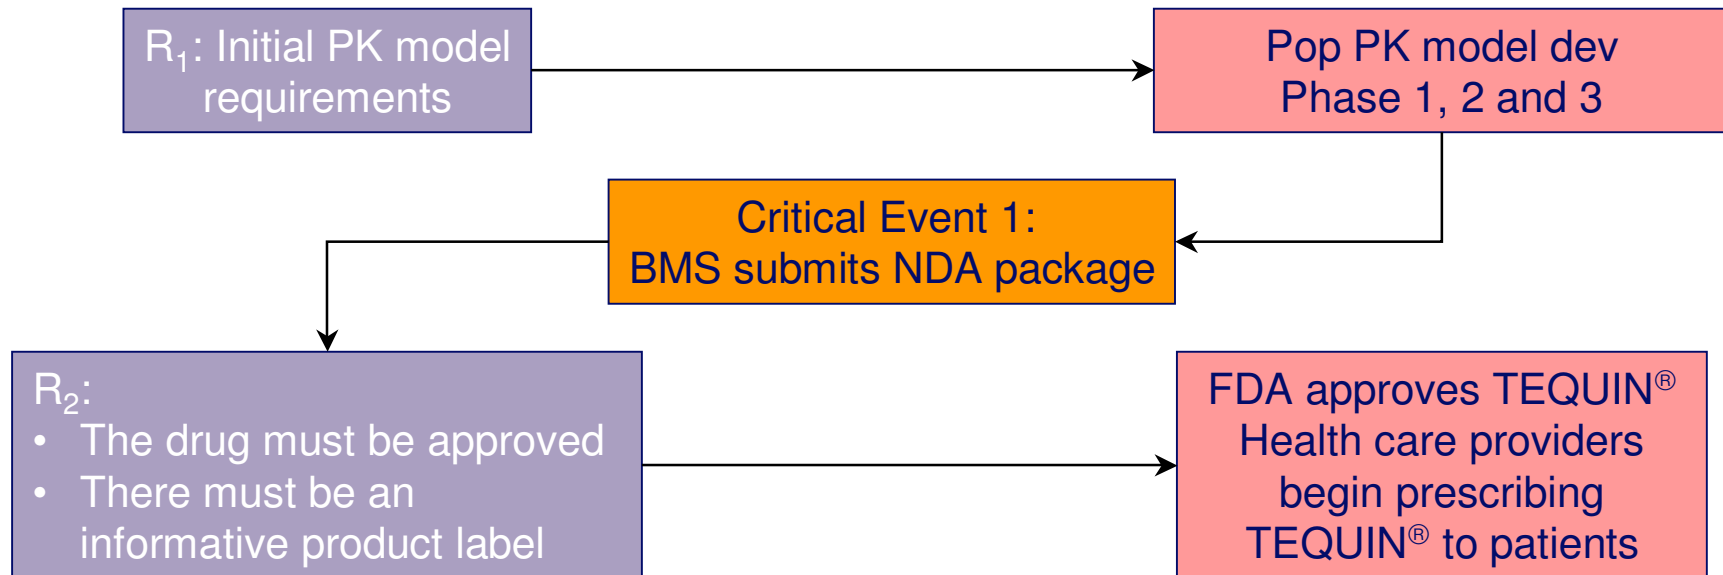 R₁: Initial PK model
requirements
Pop PK model dev
Phase 1, 2 and 3
Critical Event 1:
BMS submits NDA package
R₂:
• The drug must be approved
• There must be an
informative product label
FDA approves TEQUIN®
Health care providers
begin prescribing
TEQUIN® to patients